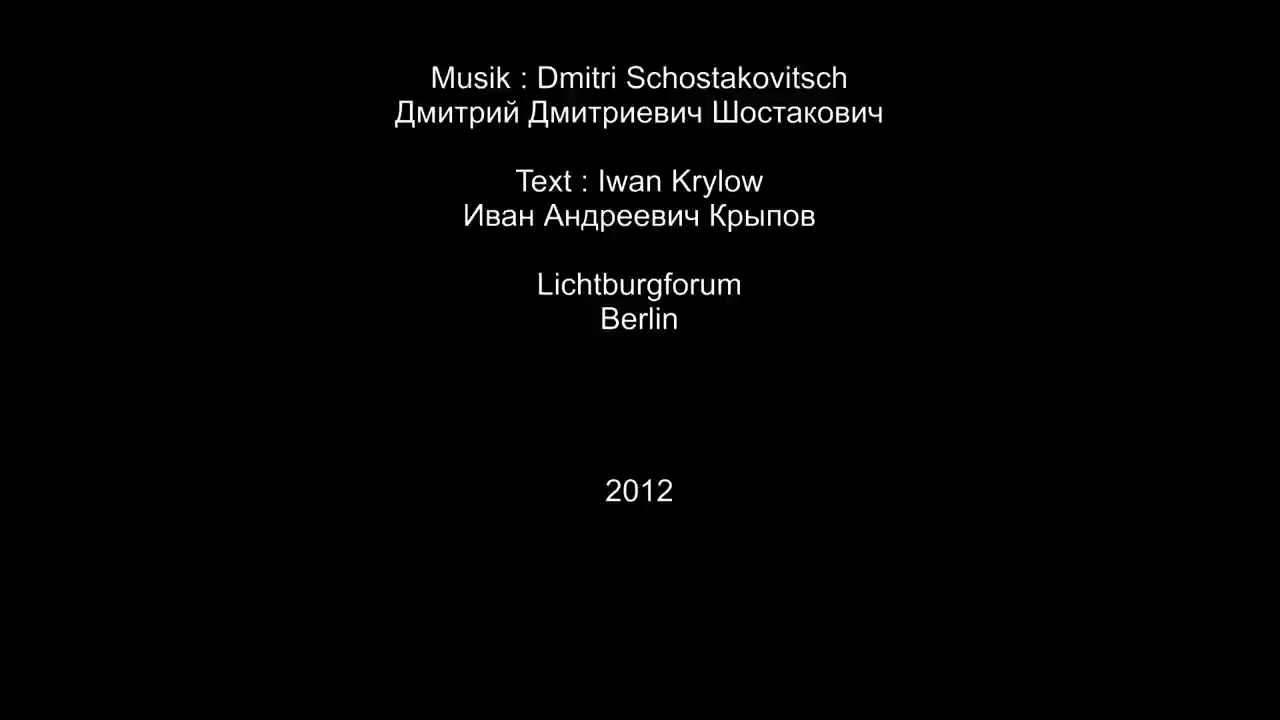 Musik : Dmitri Schostakovitsch
Дмитрий Дмитриевич Шостакович
Text : Iwan Krylow
Иван Андреевич Крыпов
Lichtburgforum
Berlin
2012